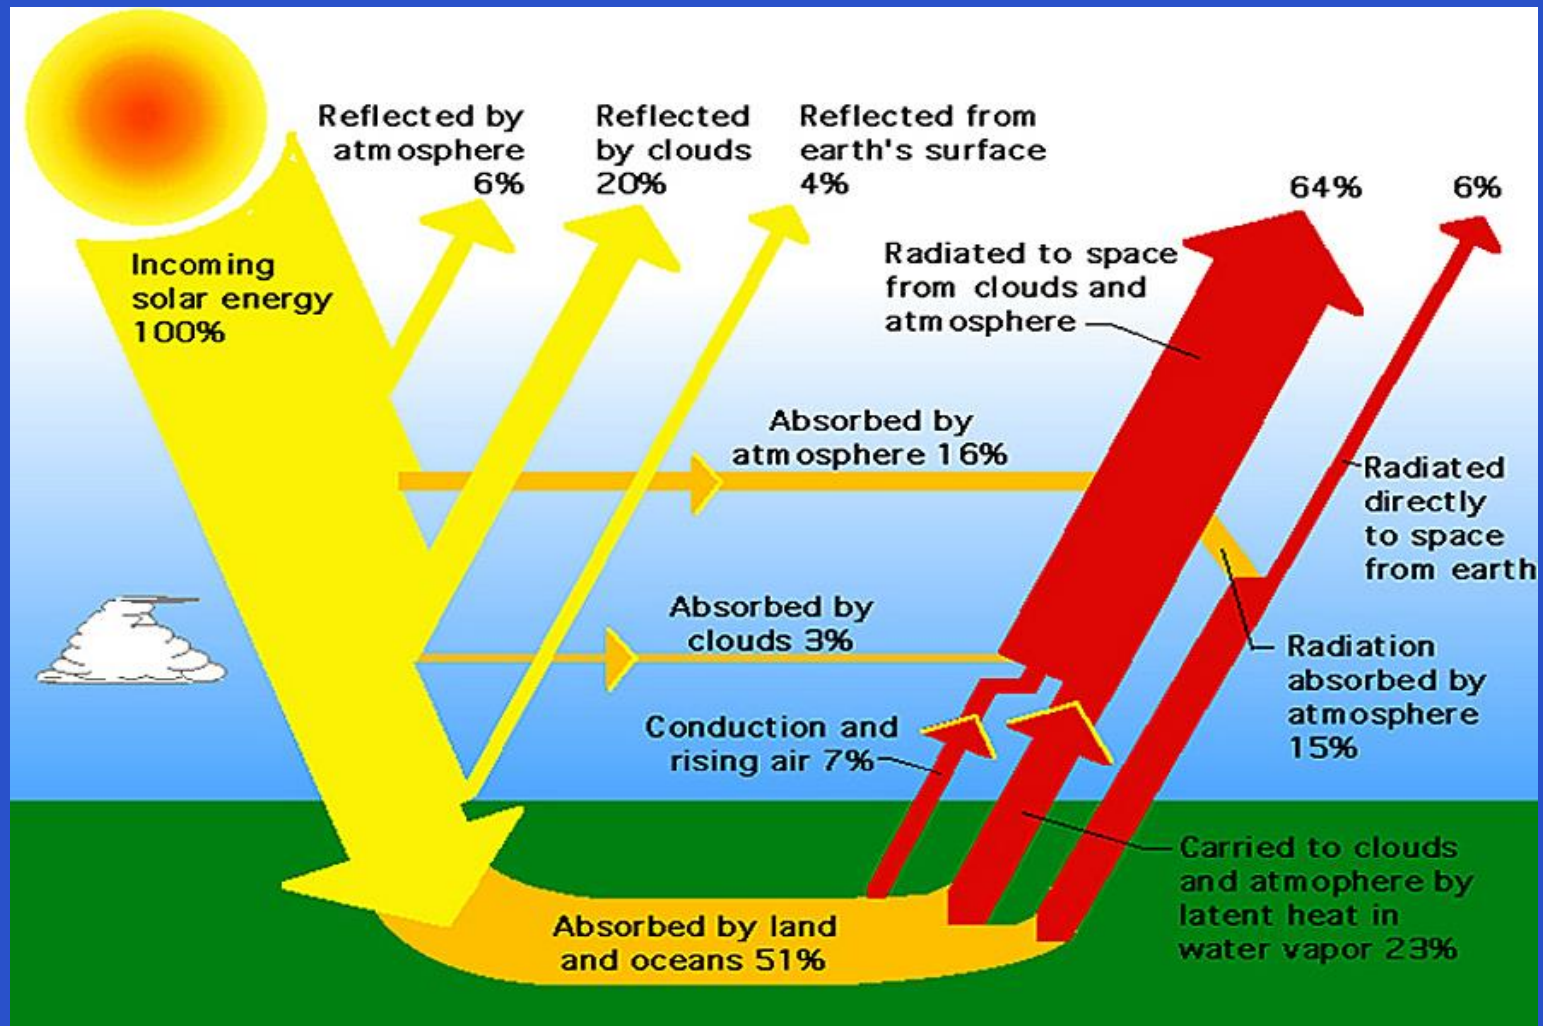 Reflected by
atmosphere
6%
Reflected
by clouds
20%
Reflected from
earth's surface
4%
64%
6%
Incoming
solar energy
100%
Radiated to space
from clouds and
atmosphere
Absorbed by
atmosphere 16%
Radiated
directly
to space
from earth
Absorbed by
clouds 3%
Radiation
absorbed by
atmosphere
15%
Conduction and
rising air 7%
Carried to clouds
and atmophere by
latent heat in
water vapor 23%
Absorbed by land
and oceans 51%